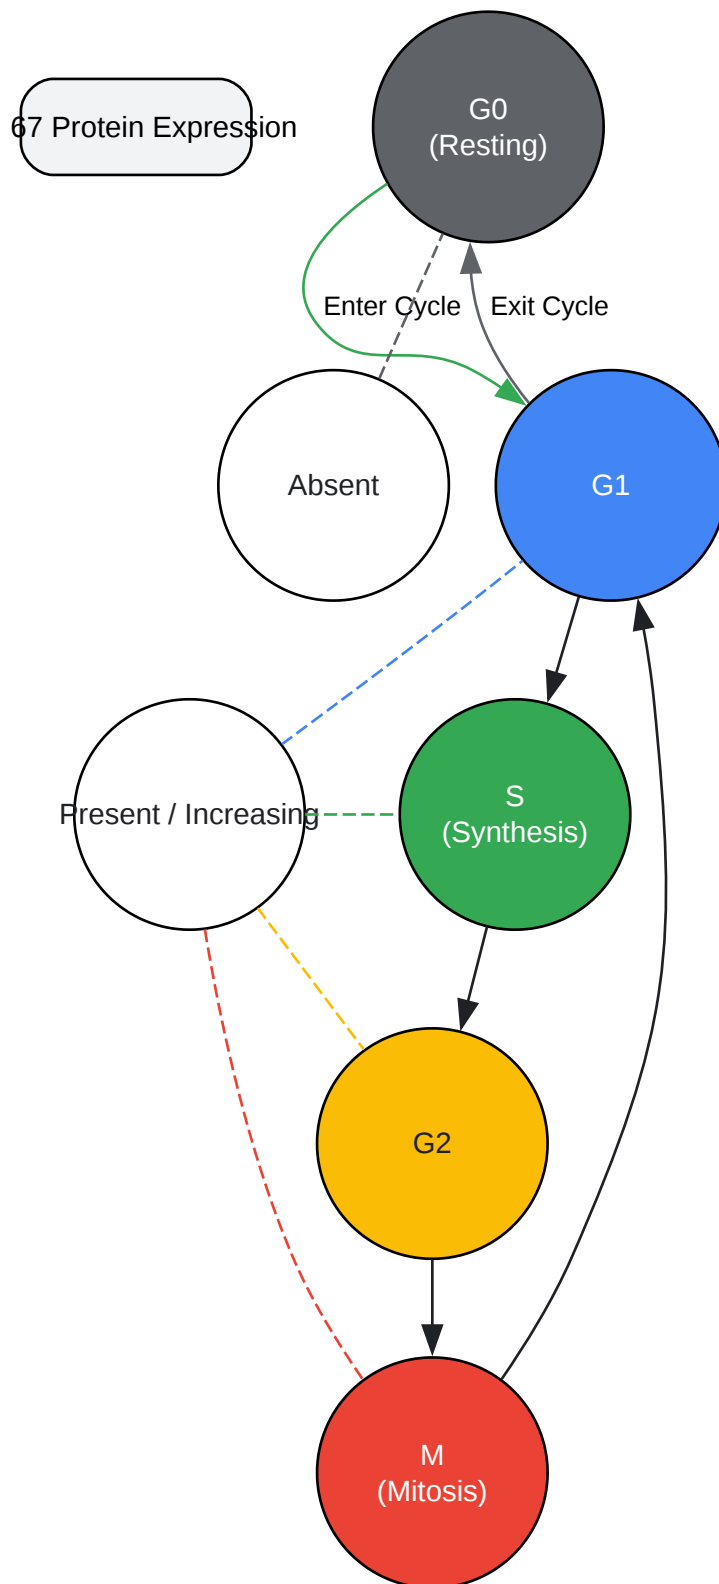 G0
(Resting)
67 Protein Expression
Enter Cycle
Exit Cycle
Absent
G1
Present / Increasing
S
(Synthesis)
G2
M
(Mitosis)